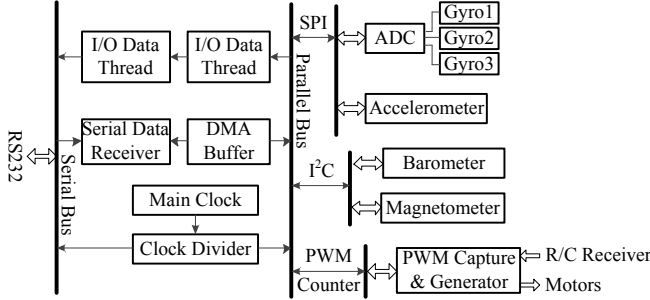 SPI
Gyro1
I/O Data
Thread
I/O Data
Thread
ADC
Gyro2
Gyro3
Parallel Bus
Accelerometer
RS232
Serial Bus
Serial Data
Receiver
DMA
Buffer
I²C
Barometer
Magnetometer
Main Clock
Clock Divider
PWM
Counter
PWM Capture
& Generator
R/C Receiver
Motors